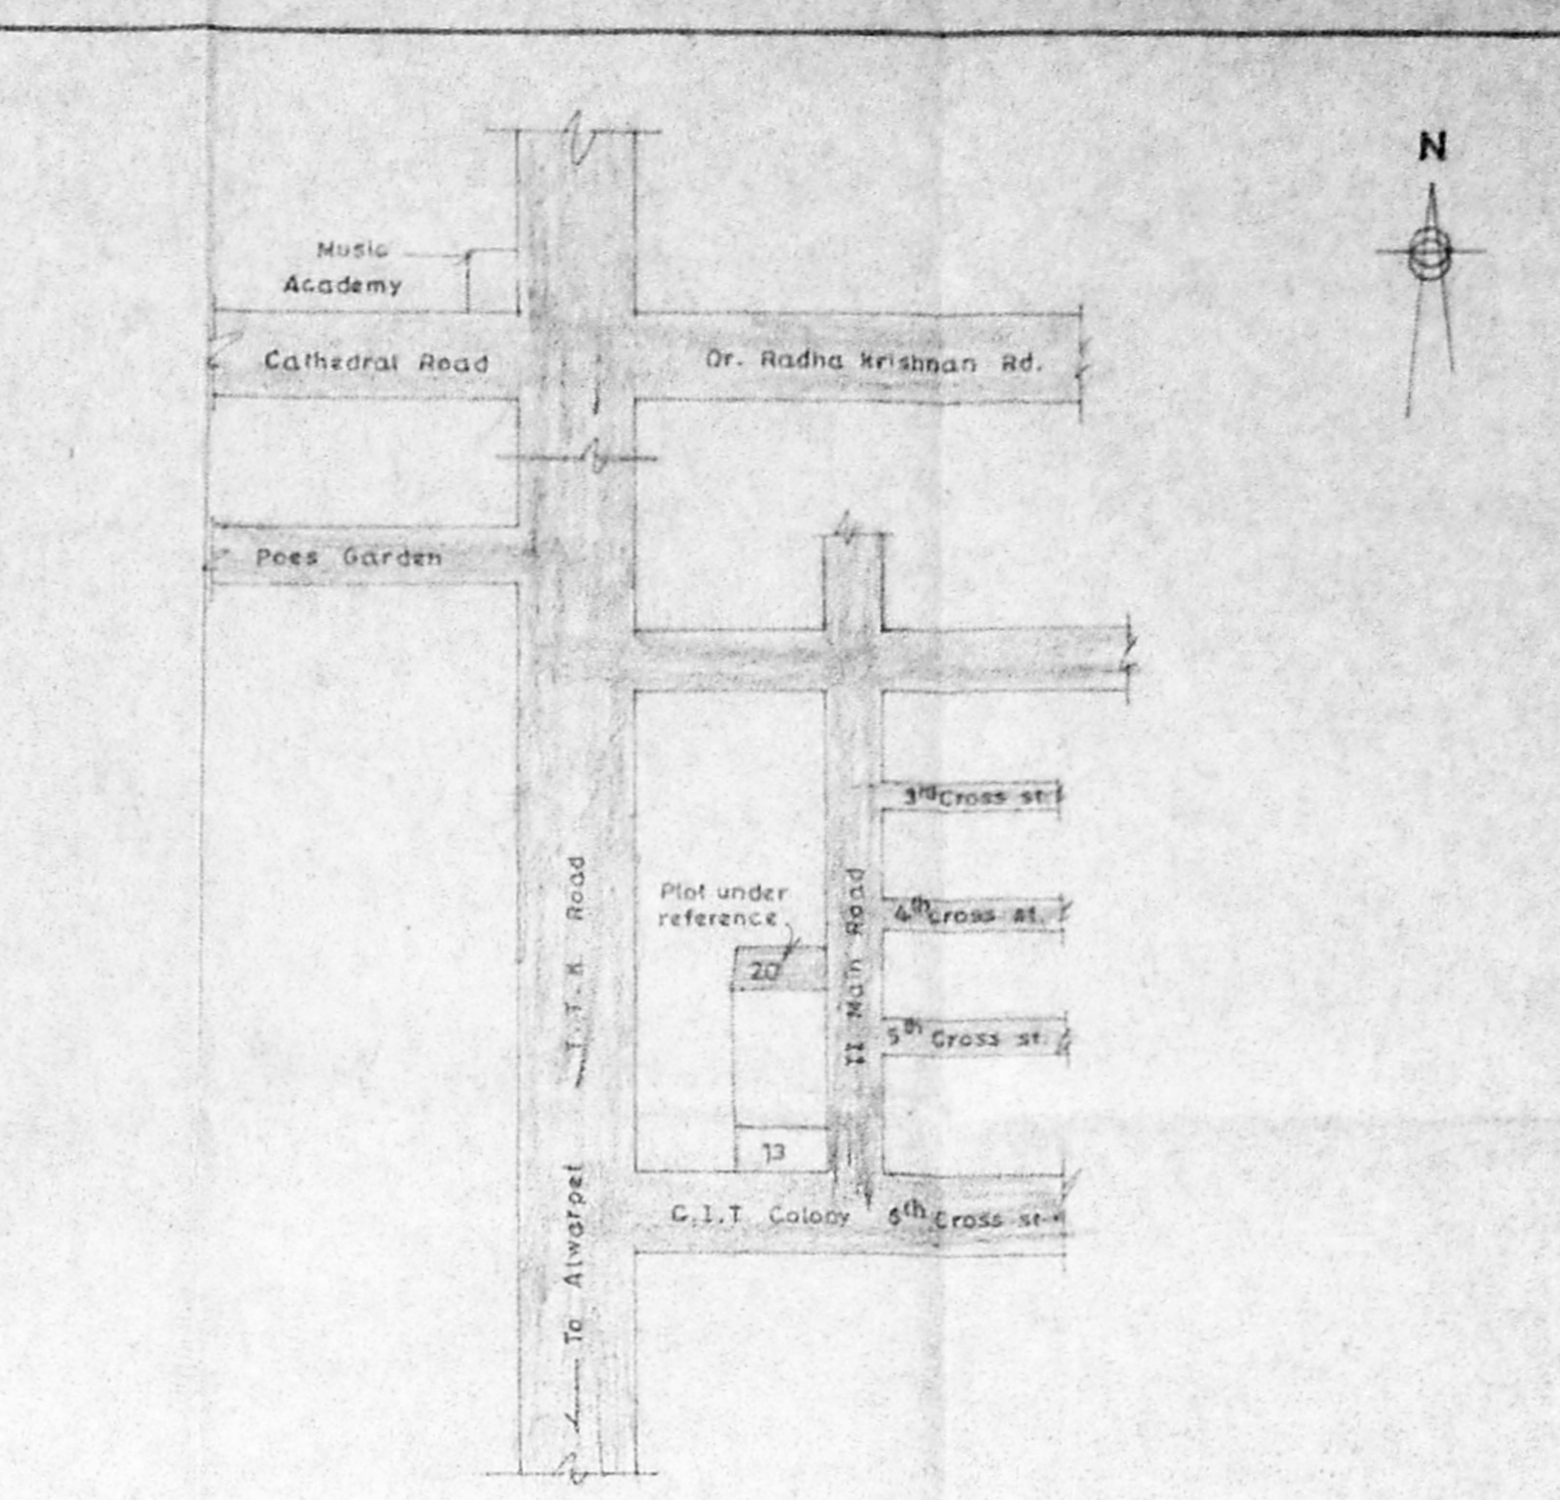 N
Music
Academy
Cathedral Road
Dr. Radha Krishnan Rd.
Poes Garden
3rd Cross st.
Plot under
reference.
4th Cross st.
20
II Main Road
T.T.K Road
5th Cross st.
13
C.I.T Colony
6th Cross st.
To Alwarpet